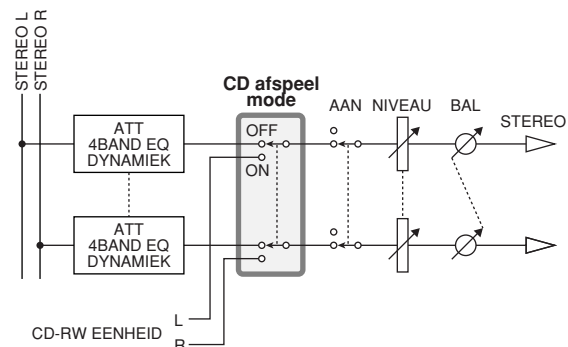 STEREO L
STEREO R
CD afspeel
mode
AAN
NIVEAU
BAL
STEREO
ATT
4BAND EQ
DYNAMIEK
OFF
ON
ATT
4BAND EQ
DYNAMIEK
L
CD-RW EENHEID
R